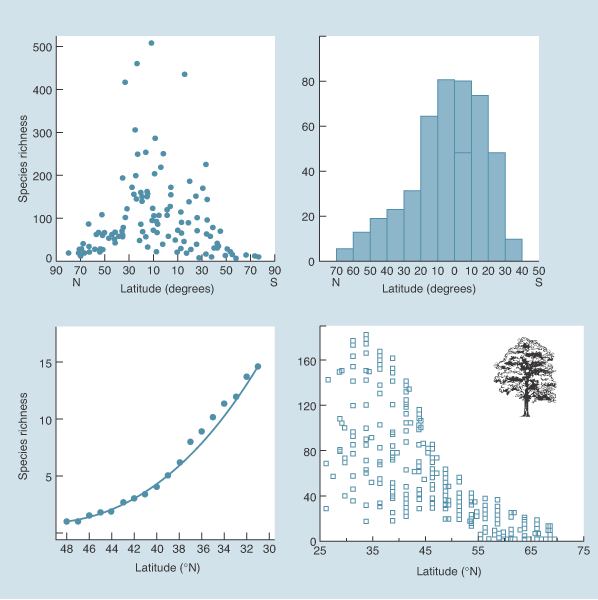 500
400
300
200
100
0
Species richness
90 70 50 30 10 10 30 50 70 90
N S
Latitude (degrees)
80
60
40
20
0
70 60 50 40 30 20 10 0 10 20 30 40 50
N S
Latitude (degrees)
15
10
5
Species richness
48 46 44 42 40 38 36 34 32 30
Latitude (°N)
160
120
80
40
0
25 35 45 55 65 75
Latitude (°N)